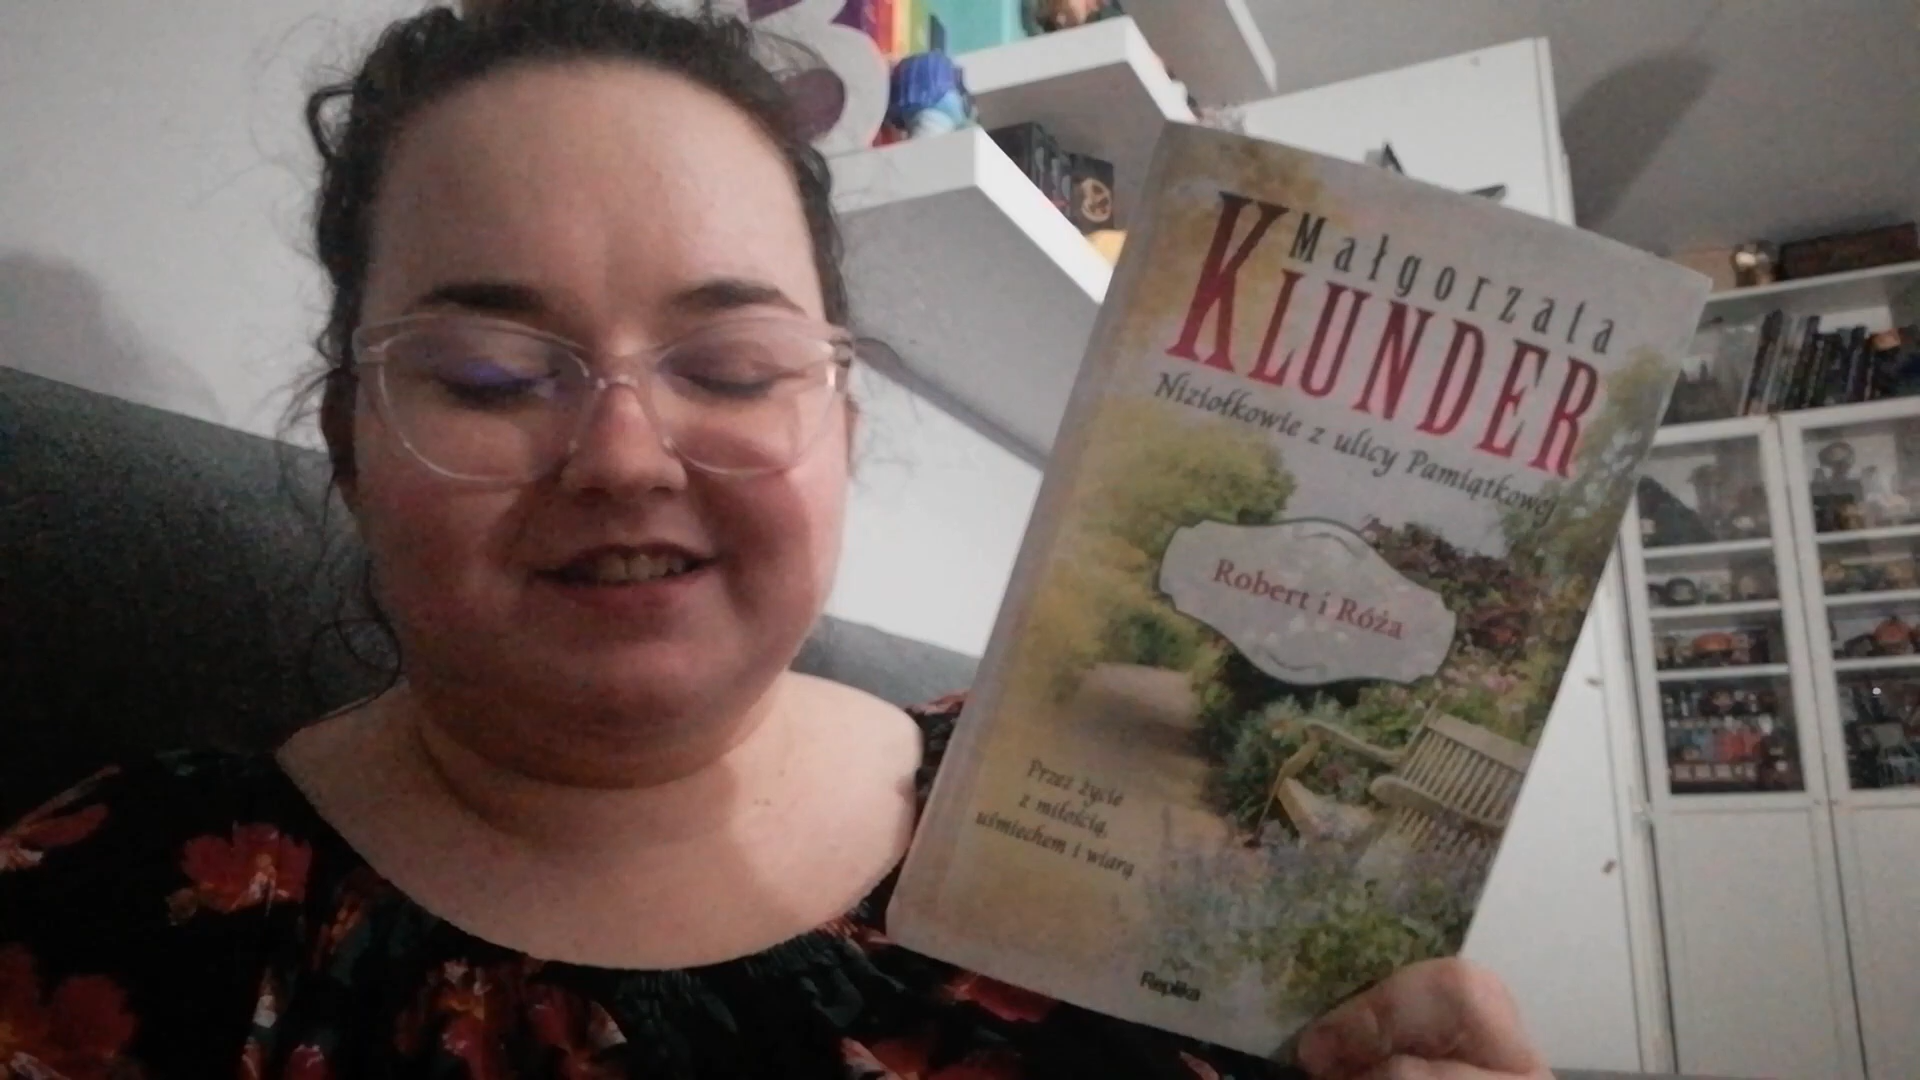 Małgorzata
KLUNDER
Niziołkowie z ulicy Pamiątkowej
Robert i Róża
Przez życie
z miłością,
uśmiechem i wiarą
Replika